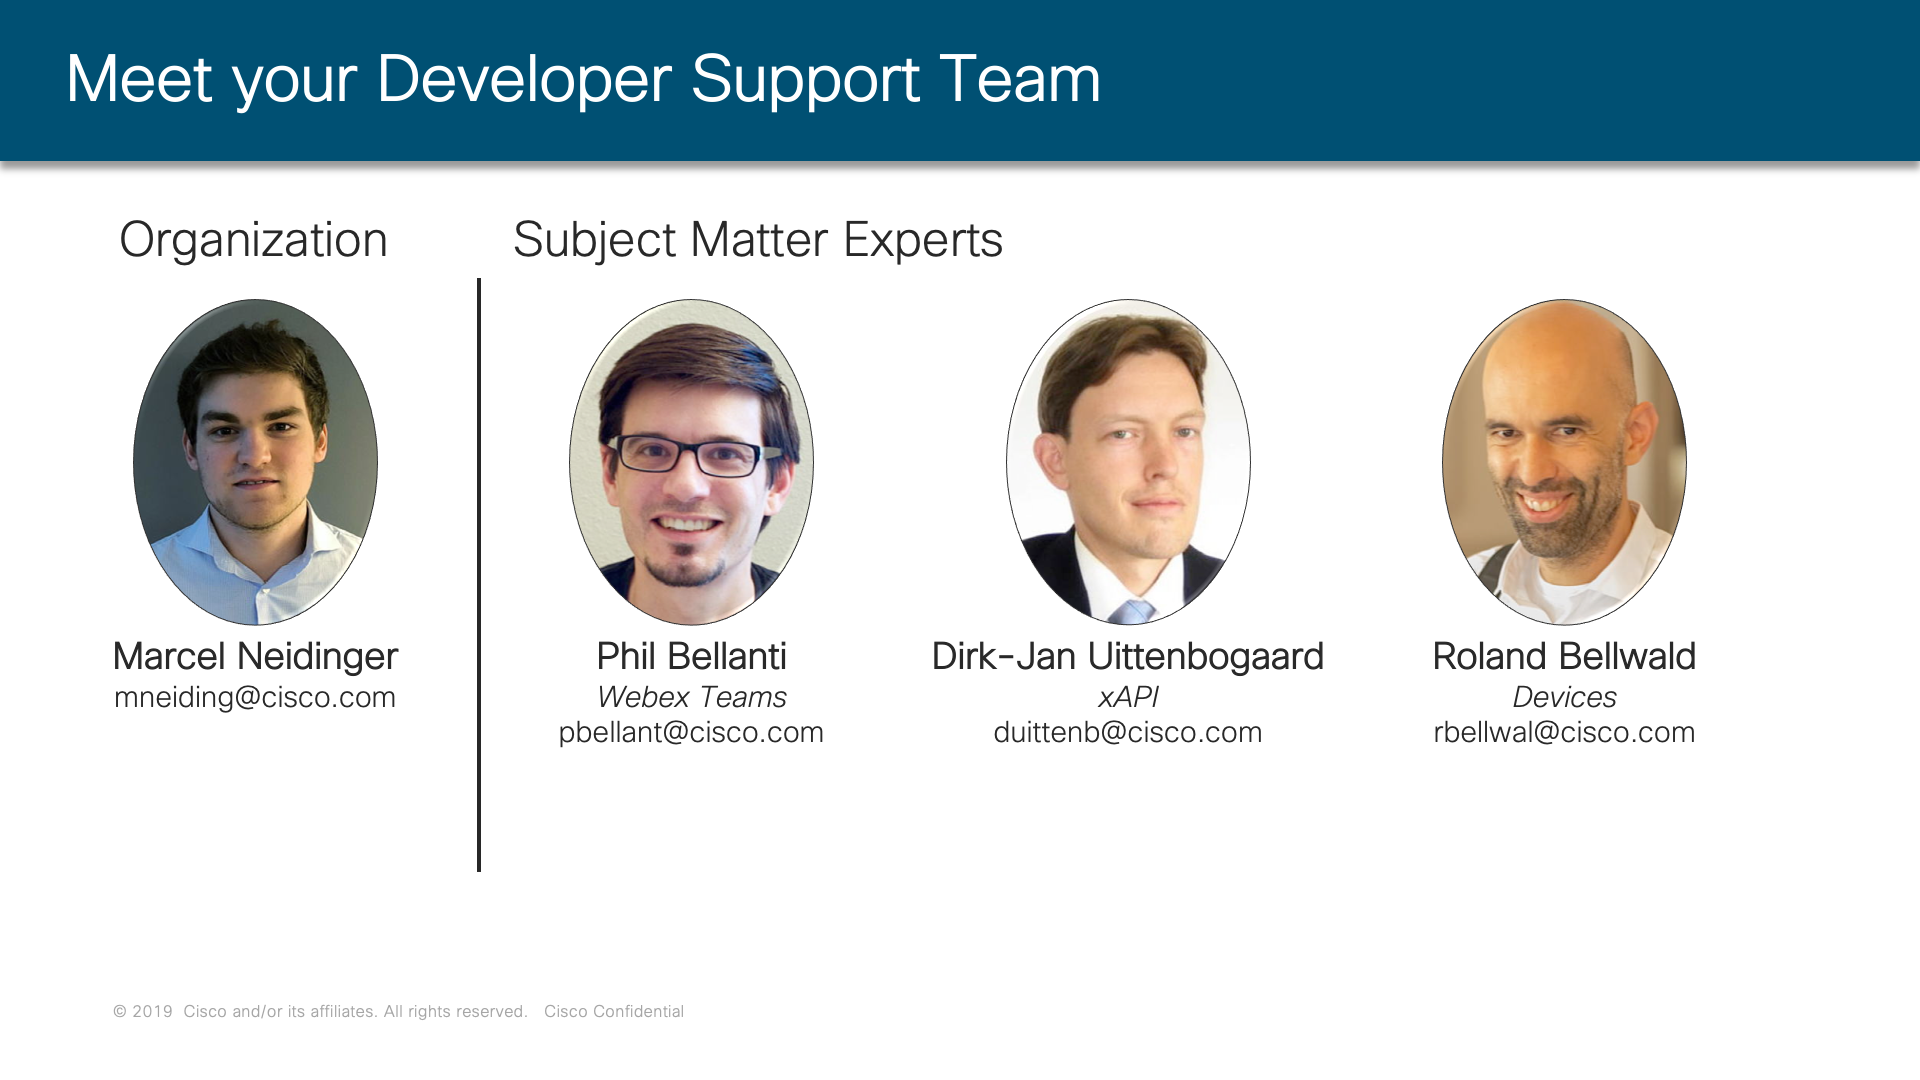 Meet your Developer Support Team
Organization
Subject Matter Experts
Marcel Neidinger
mneiding@cisco.com
Phil Bellanti
Webex Teams
pbellant@cisco.com
Dirk-Jan Uittenbogaard
xAPI
duittenb@cisco.com
Roland Bellwald
Devices
rbellwal@cisco.com
© 2019 Cisco and/or its affiliates. All rights reserved. Cisco Confidential